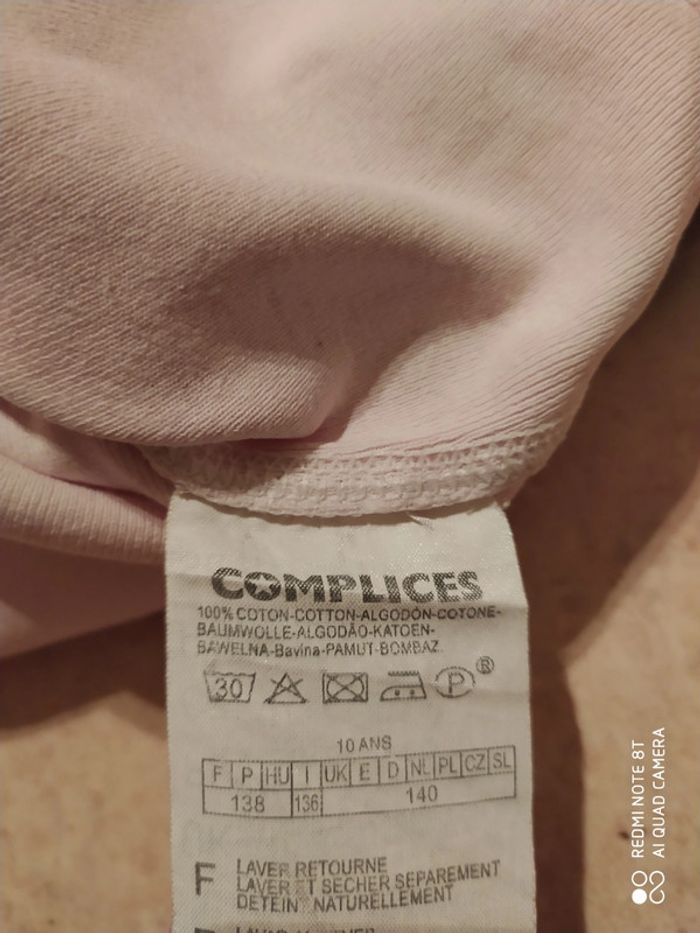 COMPLICES
100% COTON-COTTON-ALGODÓN-COTONE-
BAUMWOLLE-ALGODÃO-KATOEN-
BAWEŁNA-Bavlna-PAMUT-BOMBAZ
30 P ®
10 ANS
F P HU I UK E D NL PL CZ SL
138 136 140
F LAVER RETOURNE
LAVER ET SECHER SEPAREMENT
DETEINT NATURELLEMENT
REDMI NOTE 8T
AI QUAD CAMERA